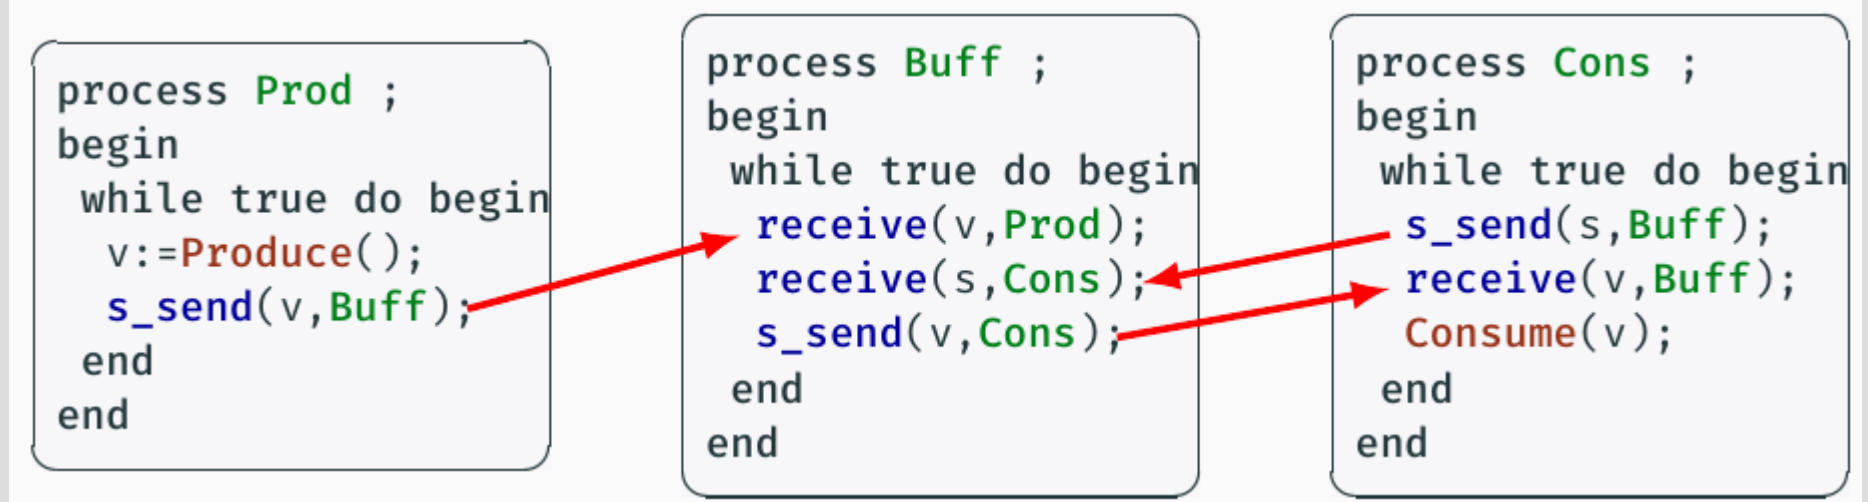 process Prod ;
begin
 while true do begin
  v:=Produce();
  s_send(v,Buff);
 end
end
process Buff ;
begin
 while true do begin
  receive(v,Prod);
  receive(s,Cons);
  s_send(v,Cons);
 end
end
process Cons ;
begin
 while true do begin
  s_send(s,Buff);
  receive(v,Buff);
  Consume(v);
 end
end